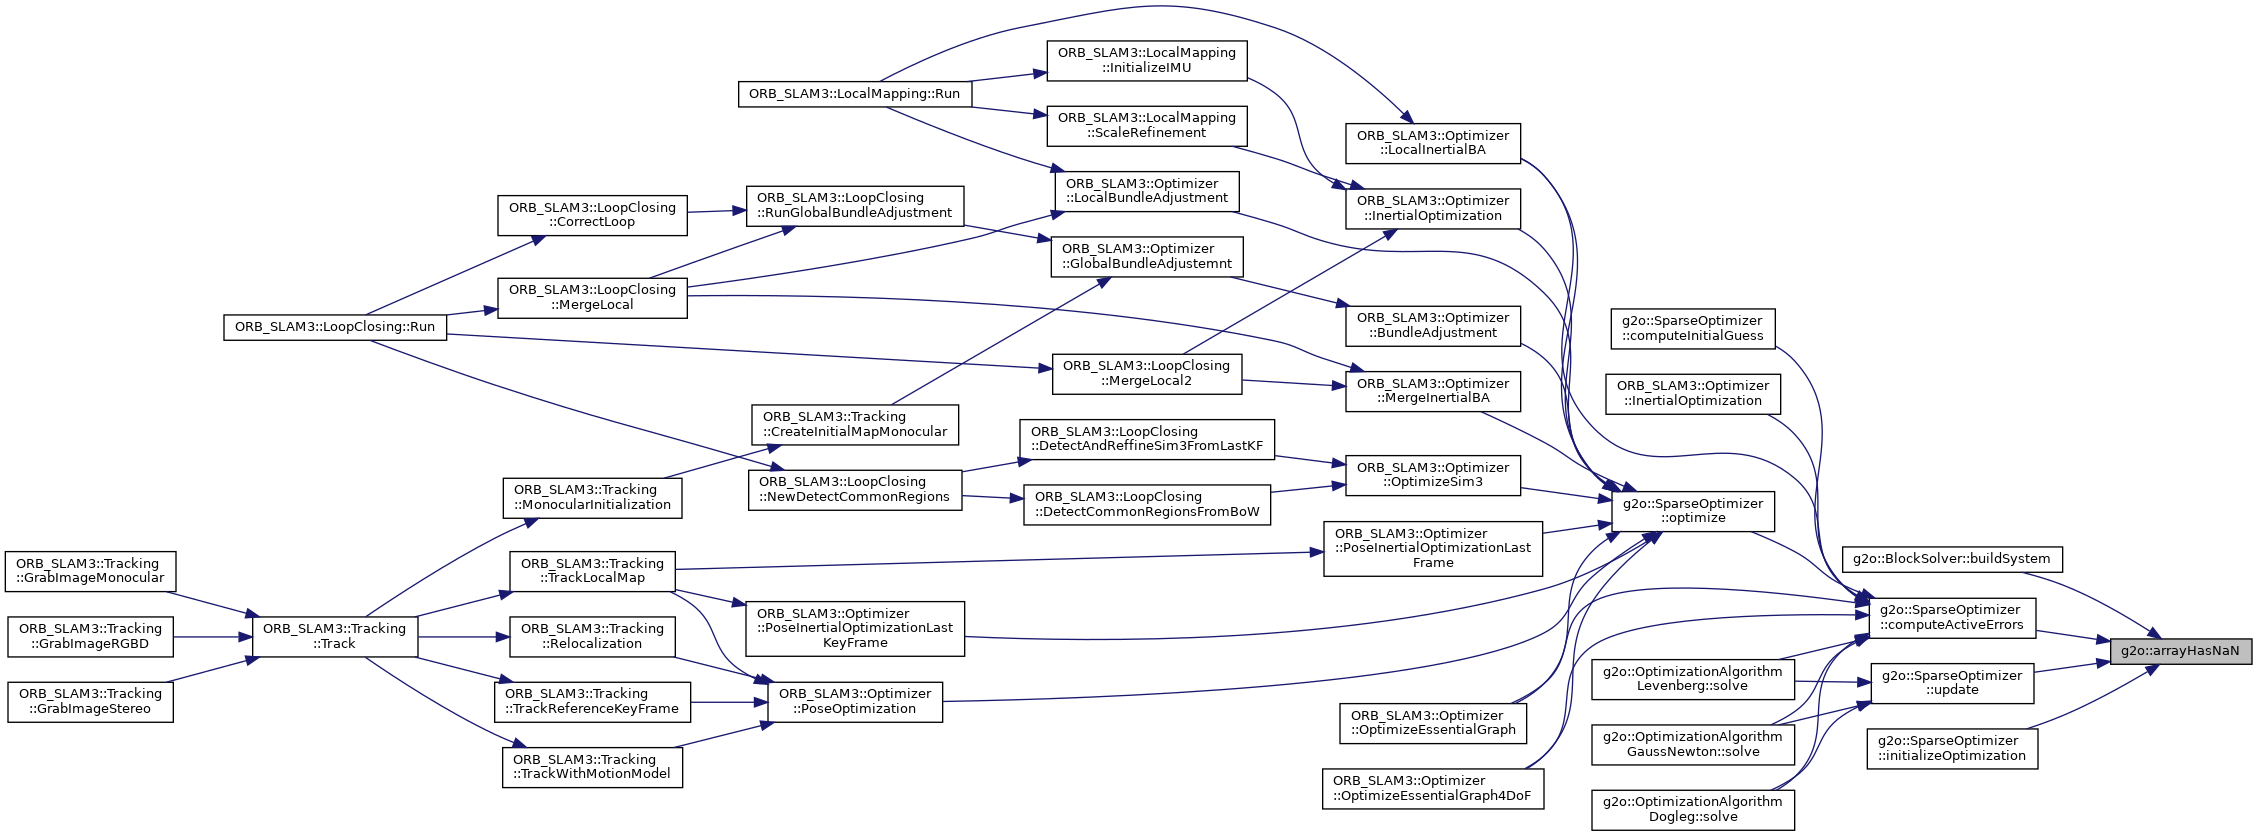 ORB_SLAM3::LocalMapping
::InitializeIMU
ORB_SLAM3::LocalMapping::Run
ORB_SLAM3::LocalMapping
::ScaleRefinement
ORB_SLAM3::Optimizer
::LocalInertialBA
ORB_SLAM3::Optimizer
::LocalBundleAdjustment
ORB_SLAM3::Optimizer
::InertialOptimization
ORB_SLAM3::LoopClosing
::CorrectLoop
ORB_SLAM3::LoopClosing
::RunGlobalBundleAdjustment
ORB_SLAM3::Optimizer
::GlobalBundleAdjustemnt
ORB_SLAM3::LoopClosing
::MergeLocal
ORB_SLAM3::LoopClosing::Run
ORB_SLAM3::Optimizer
::BundleAdjustment
g2o::SparseOptimizer
::computeInitialGuess
ORB_SLAM3::LoopClosing
::MergeLocal2
ORB_SLAM3::Optimizer
::MergeInertialBA
ORB_SLAM3::Optimizer
::InertialOptimization
ORB_SLAM3::Tracking
::CreateInitialMapMonocular
ORB_SLAM3::LoopClosing
::DetectAndReffineSim3FromLastKF
ORB_SLAM3::Optimizer
::OptimizeSim3
ORB_SLAM3::LoopClosing
::NewDetectCommonRegions
ORB_SLAM3::LoopClosing
::DetectCommonRegionsFromBoW
ORB_SLAM3::Tracking
::MonocularInitialization
g2o::SparseOptimizer
::optimize
ORB_SLAM3::Optimizer
::PoseInertialOptimizationLast
Frame
ORB_SLAM3::Tracking
::GrabImageMonocular
ORB_SLAM3::Tracking
::TrackLocalMap
g2o::BlockSolver::buildSystem
ORB_SLAM3::Optimizer
::PoseInertialOptimizationLast
KeyFrame
g2o::SparseOptimizer
::computeActiveErrors
ORB_SLAM3::Tracking
::GrabImageRGBD
ORB_SLAM3::Tracking
::Track
ORB_SLAM3::Tracking
::Relocalization
g2o::arrayHasNaN
ORB_SLAM3::Tracking
::GrabImageStereo
ORB_SLAM3::Tracking
::TrackReferenceKeyFrame
ORB_SLAM3::Optimizer
::PoseOptimization
g2o::OptimizationAlgorithm
Levenberg::solve
g2o::SparseOptimizer
::update
ORB_SLAM3::Optimizer
::OptimizeEssentialGraph
g2o::OptimizationAlgorithm
GaussNewton::solve
g2o::SparseOptimizer
::initializeOptimization
ORB_SLAM3::Tracking
::TrackWithMotionModel
ORB_SLAM3::Optimizer
::OptimizeEssentialGraph4DoF
g2o::OptimizationAlgorithm
Dogleg::solve